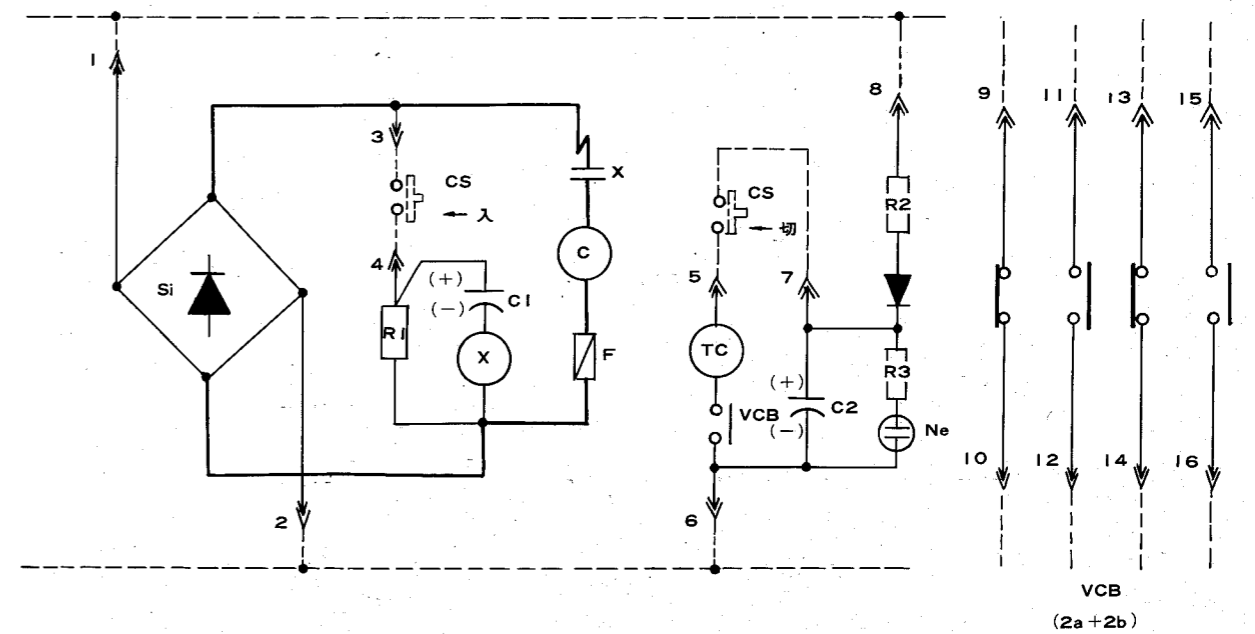 1
2
3
CS
入
4
(+)
(-)
C1
R1
X
X
C
F
Si
CS
切
5
7
8
R2
TC
VCB
(+)
(-)
C2
R3
Ne
6
9
11
13
15
10
12
14
16
VCB
(2a+2b)